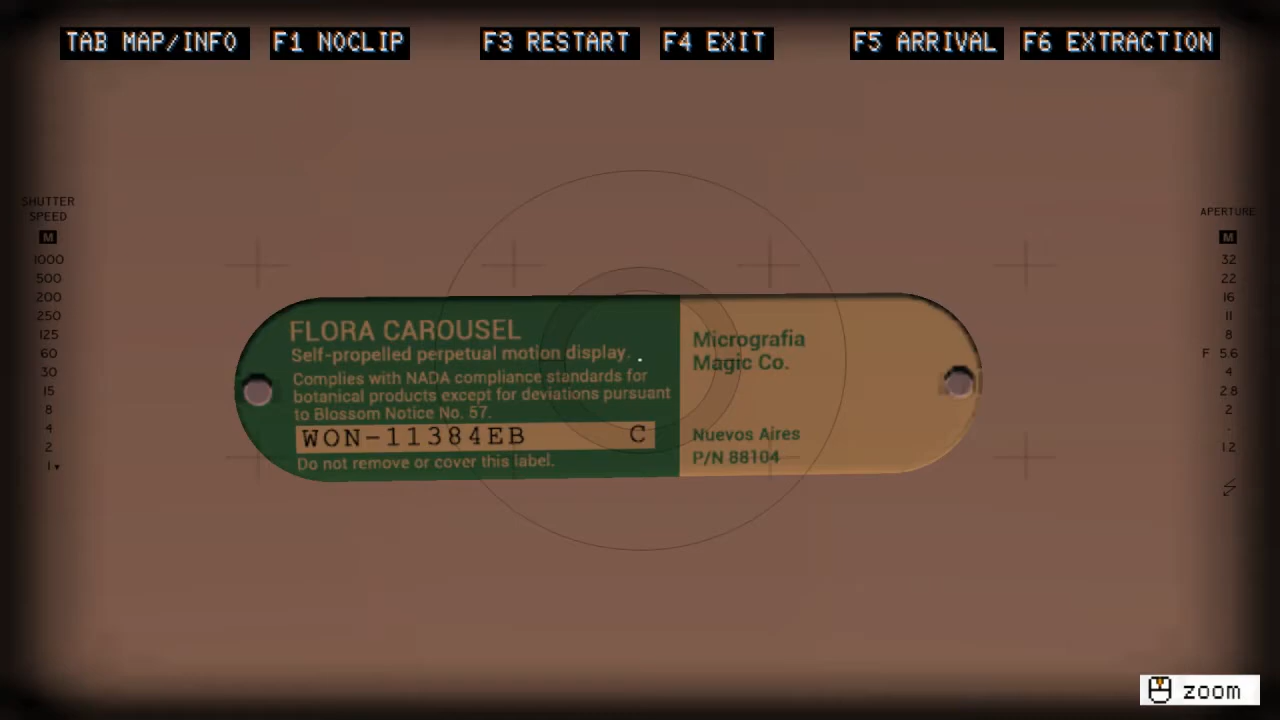 TAB MAP/INFO F1 NOCLIP F3 RESTART F4 EXIT F5 ARRIVAL F6 EXTRACTION
SHUTTER
SPEED
M
1000
500
200
250
125
60
30
15
8
4
2
1
FLORA CAROUSEL
Self-propelled perpetual motion display.
Complies with NADA compliance standards for
botanical products except for deviations pursuant
to Blossom Notice No. 57.
WON-11384EB C
Do not remove or cover this label.
Micrografia
Magic Co.
Nuevos Aires
P/N 88104
APERTURE
M
32
22
16
11
8
F 5.6
4
2.8
2
·
1.2
zoom